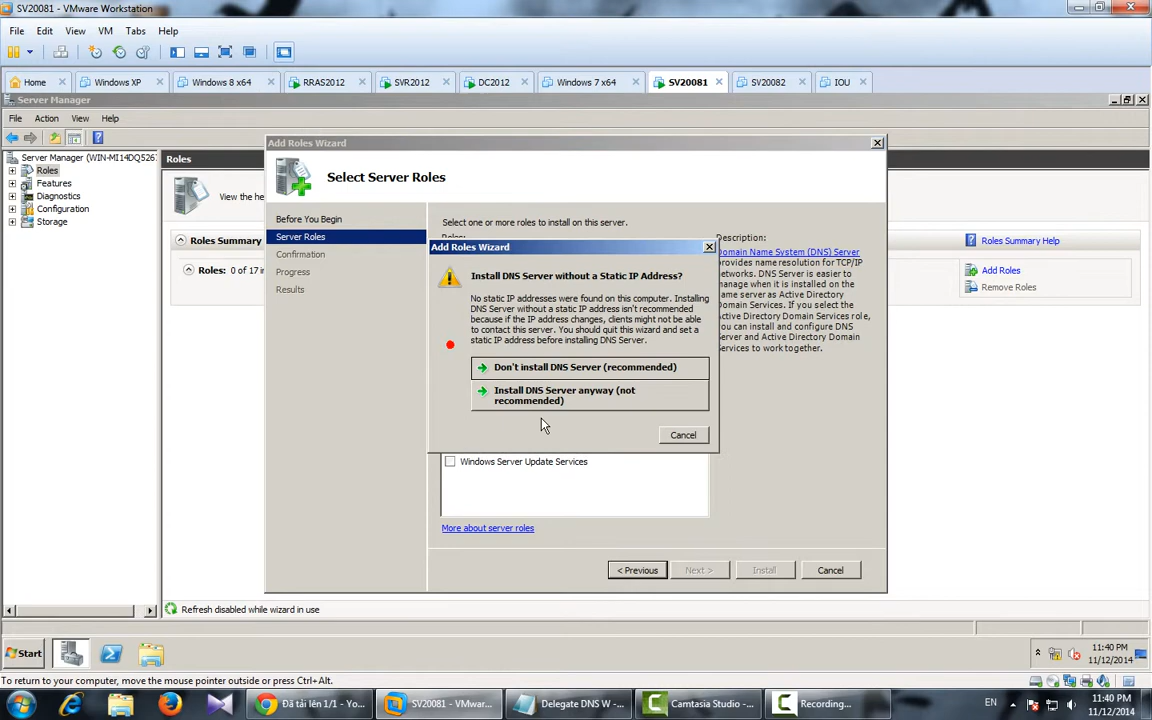 SV20081 - VMware Workstation
File Edit View VM Tabs Help
Home Windows XP Windows 8 x64 RRAS2012 SVR2012 DC2012 Windows 7 x64 SV20081 SV20082 IOU
Server Manager
File Action View Help
Server Manager (WIN-MI14DQ5267
Roles
Features
Diagnostics
Configuration
Storage
Roles
View the he
Roles Summary
Roles: 0 of 17 in
Roles Summary Help
Add Roles
Remove Roles
Refresh disabled while wizard in use
Add Roles Wizard
Select Server Roles
Before You Begin
Server Roles
Confirmation
Progress
Results
Select one or more roles to install on this server.
Description:
Domain Name System (DNS) Server
provides name resolution for TCP/IP
networks. DNS Server is easier to
manage when it is installed on the
same server as Active Directory
Domain Services. If you select the
Active Directory Domain Services role,
you can install and configure DNS
Server and Active Directory Domain
Services to work together.
Add Roles Wizard
Install DNS Server without a Static IP Address?
No static IP addresses were found on this computer. Installing
DNS Server without a static IP address isn't recommended
because if the IP address changes, clients might not be able
to contact this server. You should quit this wizard and set a
static IP address before installing DNS Server.
Don't install DNS Server (recommended)
Install DNS Server anyway (not
recommended)
Cancel
Windows Server Update Services
More about server roles
< Previous Next > Install Cancel
Start
11:40 PM
11/12/2014
To return to your computer, move the mouse pointer outside or press Ctrl+Alt.
Đã tải lên 1/1 - Yo... SV20081 - VMwar... Delegate DNS W -... Camtasia Studio -... Recording...
EN
11:40 PM
11/12/2014